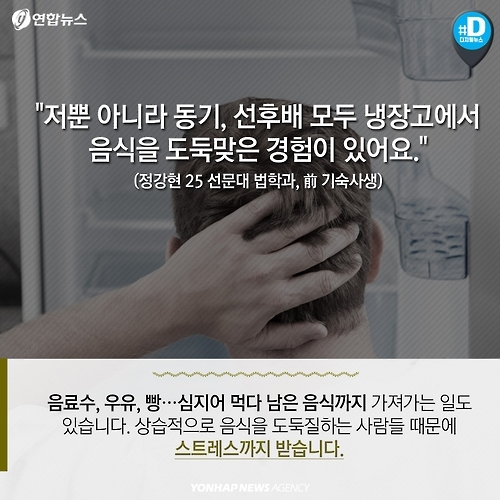 연합뉴스
#D
디지털뉴스
"저뿐 아니라 동기, 선후배 모두 냉장고에서
음식을 도둑맞은 경험이 있어요."
(정강현 25 선문대 법학과, 前 기숙사생)
음료수, 우유, 빵…심지어 먹다 남은 음식까지 가져가는 일도
있습니다. 상습적으로 음식을 도둑질하는 사람들 때문에
스트레스까지 받습니다.
YONHAP NEWS AGENCY